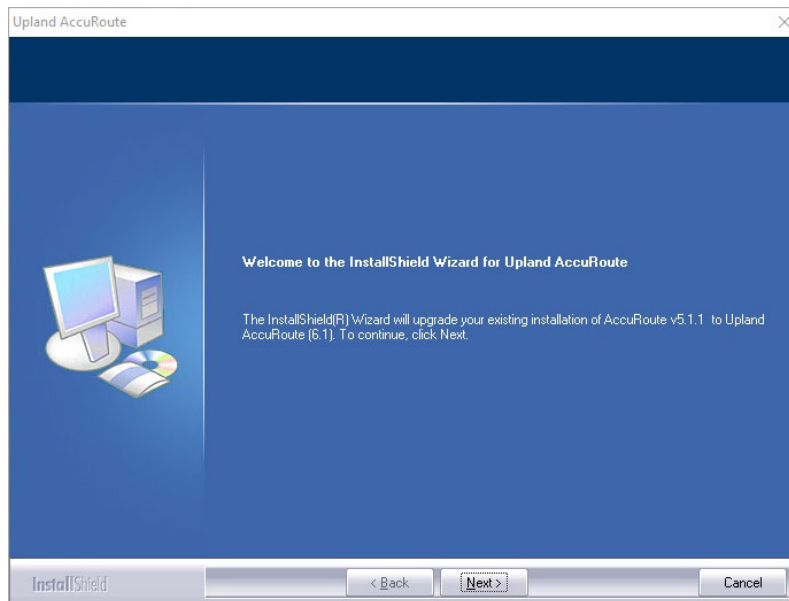 Upland AccuRoute
Welcome to the InstallShield Wizard for Upland AccuRoute
The InstallShield(R) Wizard will upgrade your existing installation of AccuRoute v5.1.1 to Upland
AccuRoute (6.1). To continue, click Next.
InstallShield
< Back
Next >
Cancel